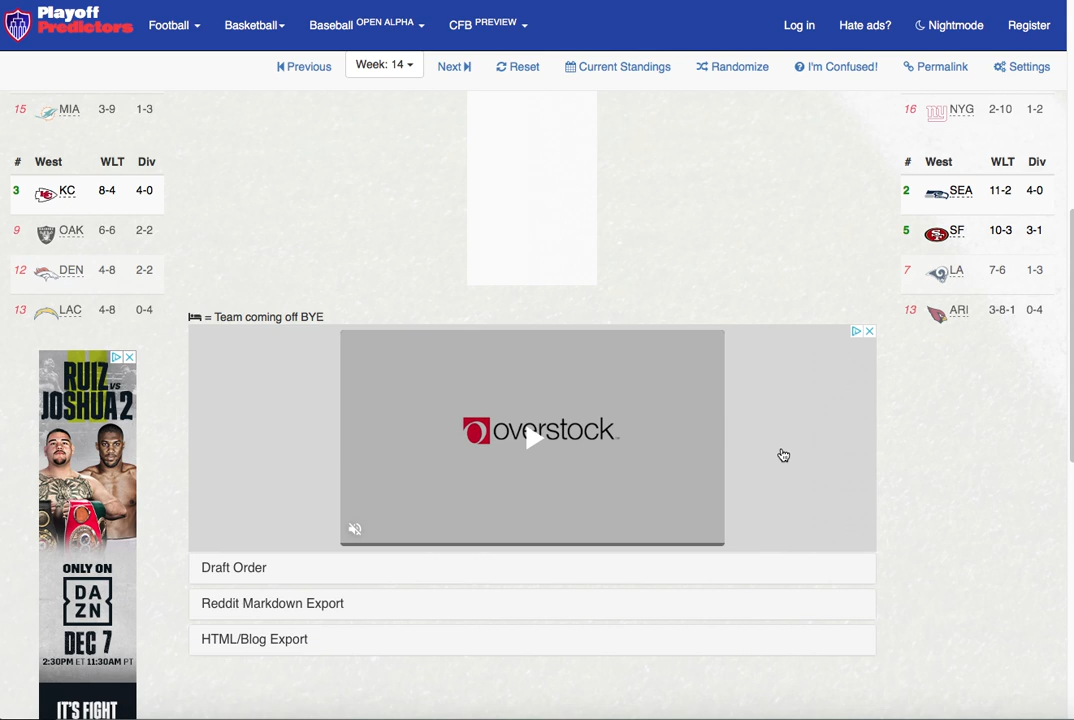 Playoff
Predictors
Football
Basketball
Baseball OPEN ALPHA
CFB PREVIEW
Log in
Hate ads?
Nightmode
Register
Previous
Week: 14
Next
Reset
Current Standings
Randomize
I'm Confused!
Permalink
Settings
15 MIA 3-9 1-3
# West WLT Div
3 KC 8-4 4-0
9 OAK 6-6 2-2
12 DEN 4-8 2-2
13 LAC 4-8 0-4
16 NYG 2-10 1-2
# West WLT Div
2 SEA 11-2 4-0
5 SF 10-3 3-1
7 LA 7-6 1-3
13 ARI 3-8-1 0-4
= Team coming off BYE
overstock
RUIZ VS
JOSHUA 2
ONLY ON
DA
ZN
DEC 7
2:30PM ET 11:30AM PT
IT'S FIGHT
Draft Order
Reddit Markdown Export
HTML/Blog Export